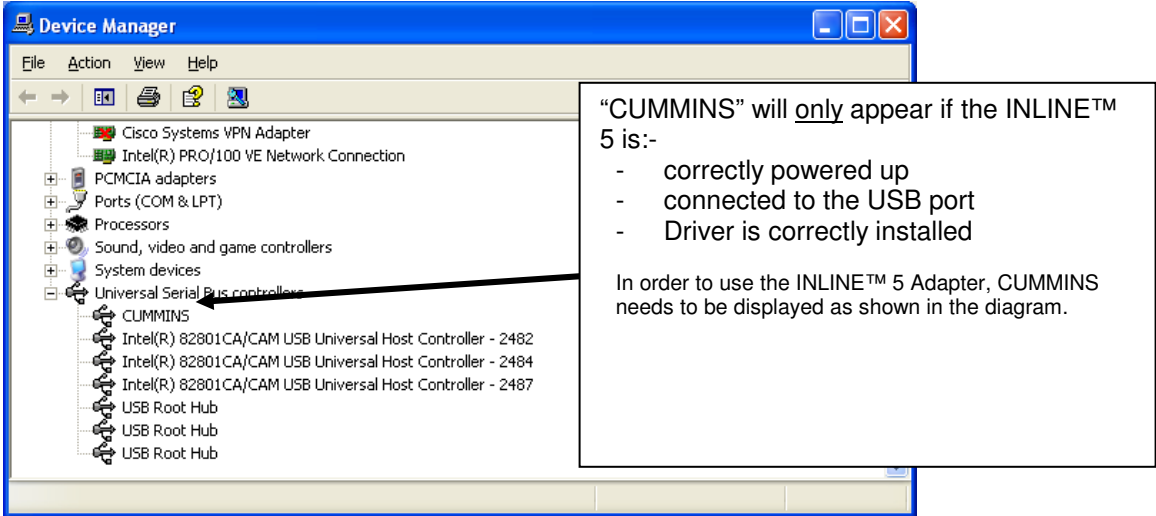 Device Manager
File Action View Help
Cisco Systems VPN Adapter
Intel(R) PRO/100 VE Network Connection
PCMCIA adapters
Ports (COM & LPT)
Processors
Sound, video and game controllers
System devices
Universal Serial Bus controllers
CUMMINS
Intel(R) 82801CA/CAM USB Universal Host Controller - 2482
Intel(R) 82801CA/CAM USB Universal Host Controller - 2484
Intel(R) 82801CA/CAM USB Universal Host Controller - 2487
USB Root Hub
USB Root Hub
USB Root Hub
“CUMMINS” will only appear if the INLINE™
5 is:-
- correctly powered up
- connected to the USB port
- Driver is correctly installed
In order to use the INLINE™ 5 Adapter, CUMMINS
needs to be displayed as shown in the diagram.